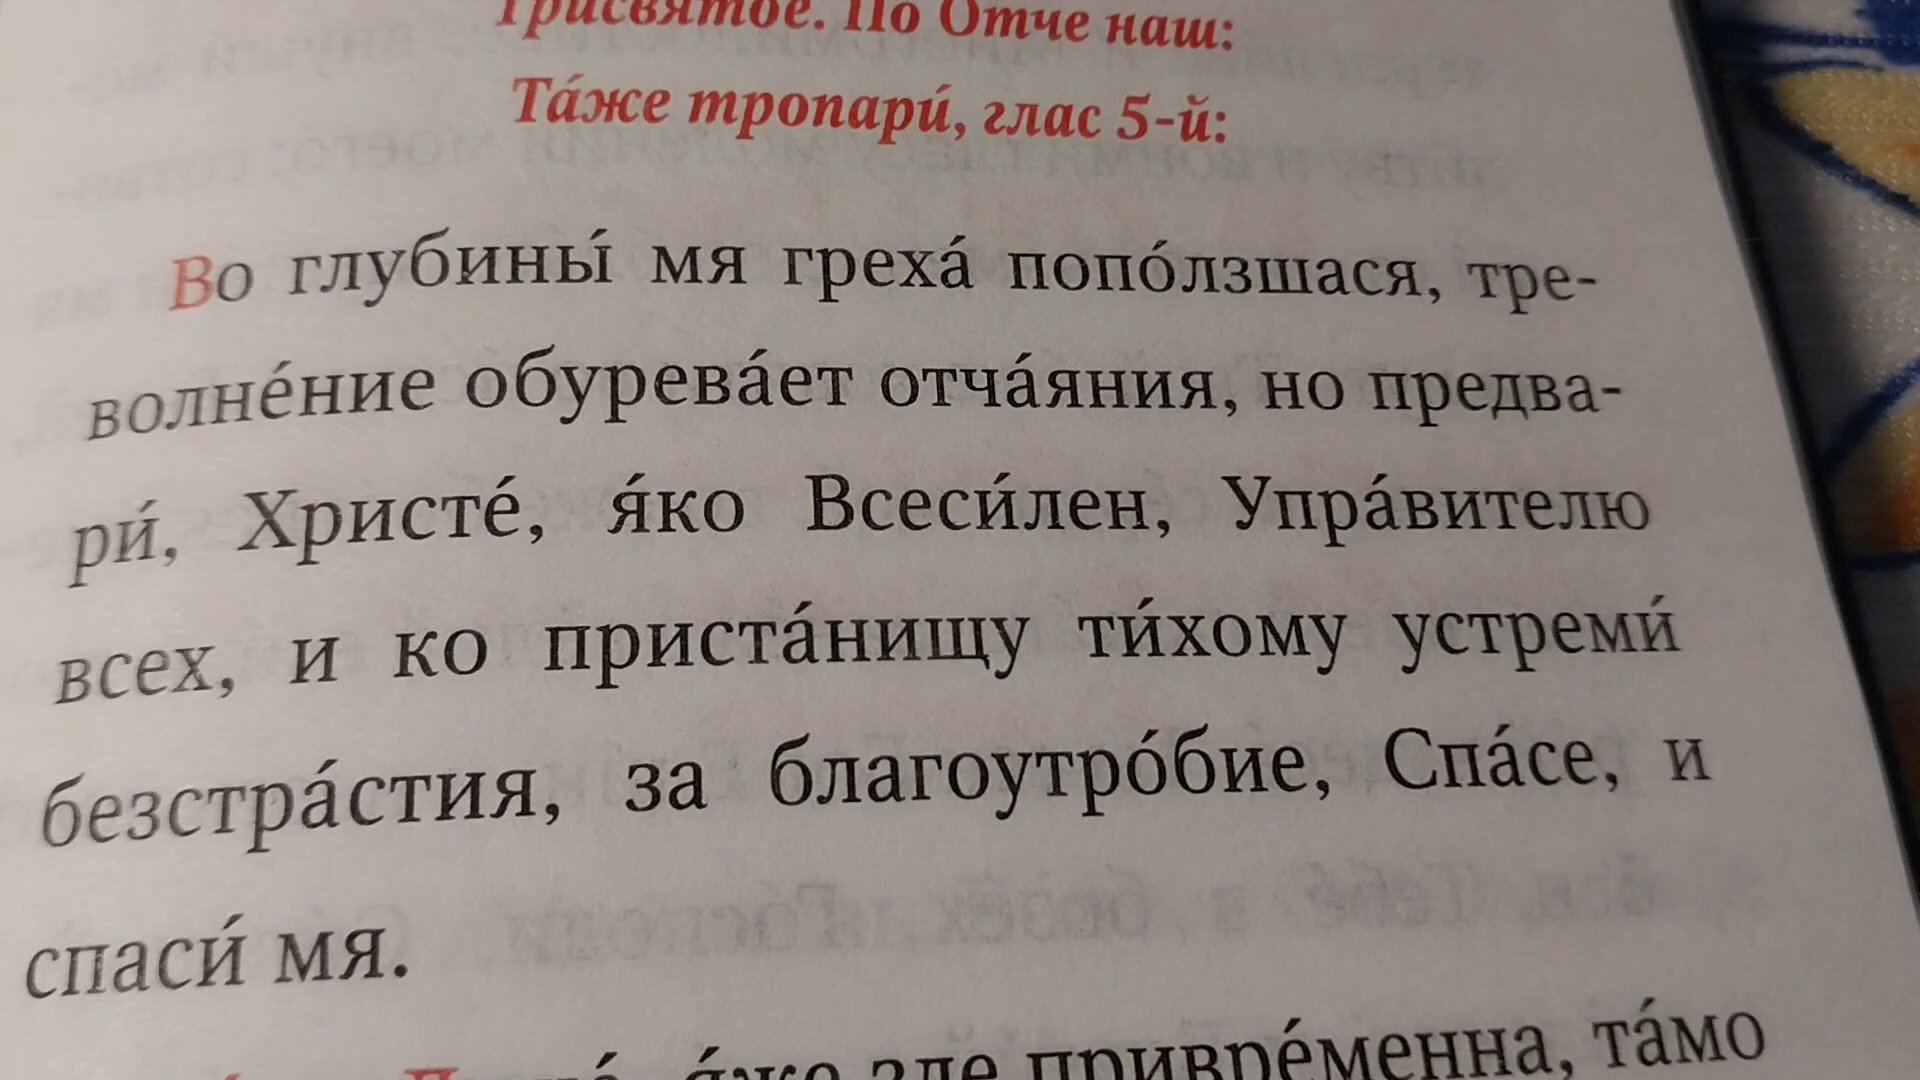 Трисвятое. По Отче наш:
Та́же тропари́, глас 5-й:
Во глубины́ мя греха́ попо́лзшася, тре-
волне́ние обурева́ет отча́яния, но предва-
ри́, Христе́, я́ко Всеси́лен, Упра́вителю
всех, и ко приста́нищу ти́хому устреми́
безстра́стия, за благоутро́бие, Спа́се, и
спаси́ мя.
я́же зде привре́менна, та́мо